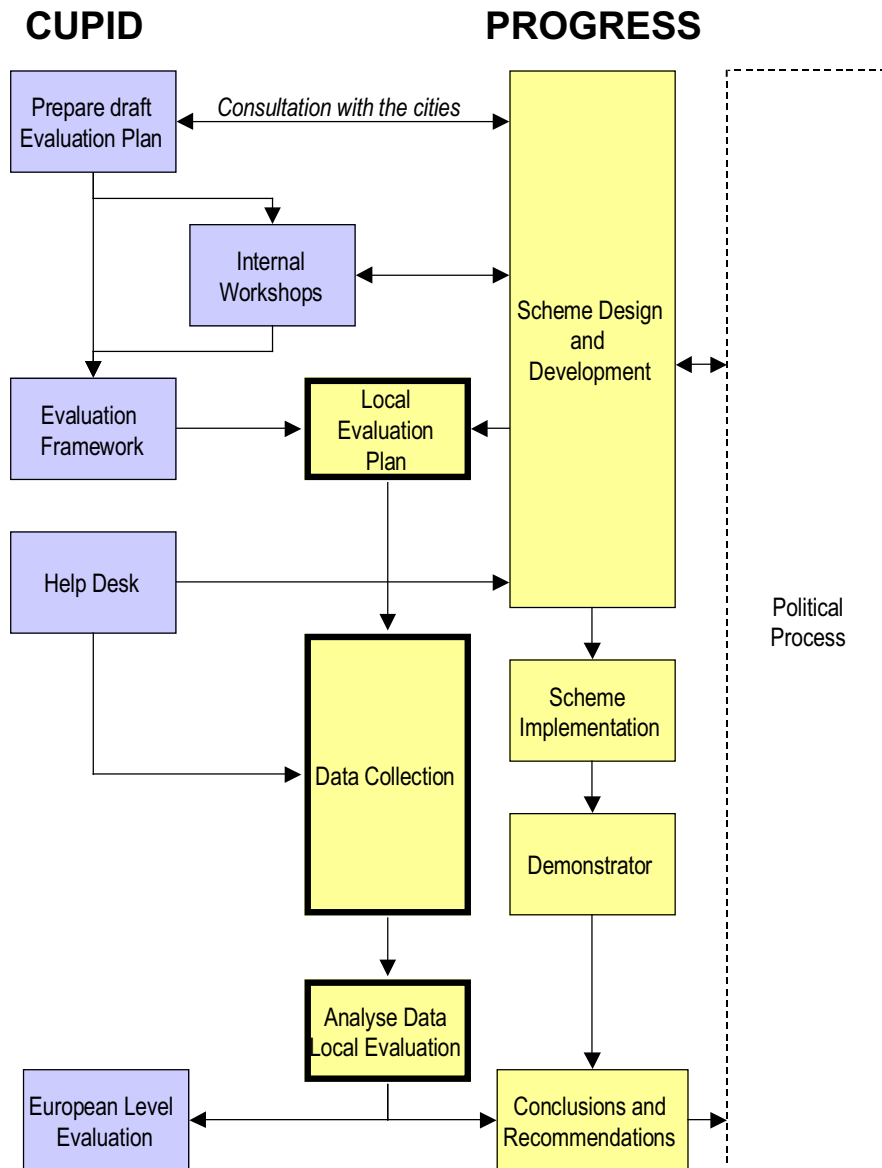 CUPID
PROGRESS
Prepare draft
Evaluation Plan
Consultation with the cities
Internal
Workshops
Scheme Design
and
Development
Evaluation
Framework
Local
Evaluation
Plan
Help Desk
Political
Process
Scheme
Implementation
Data Collection
Demonstrator
Analyse Data
Local Evaluation
European Level
Evaluation
Conclusions and
Recommendations